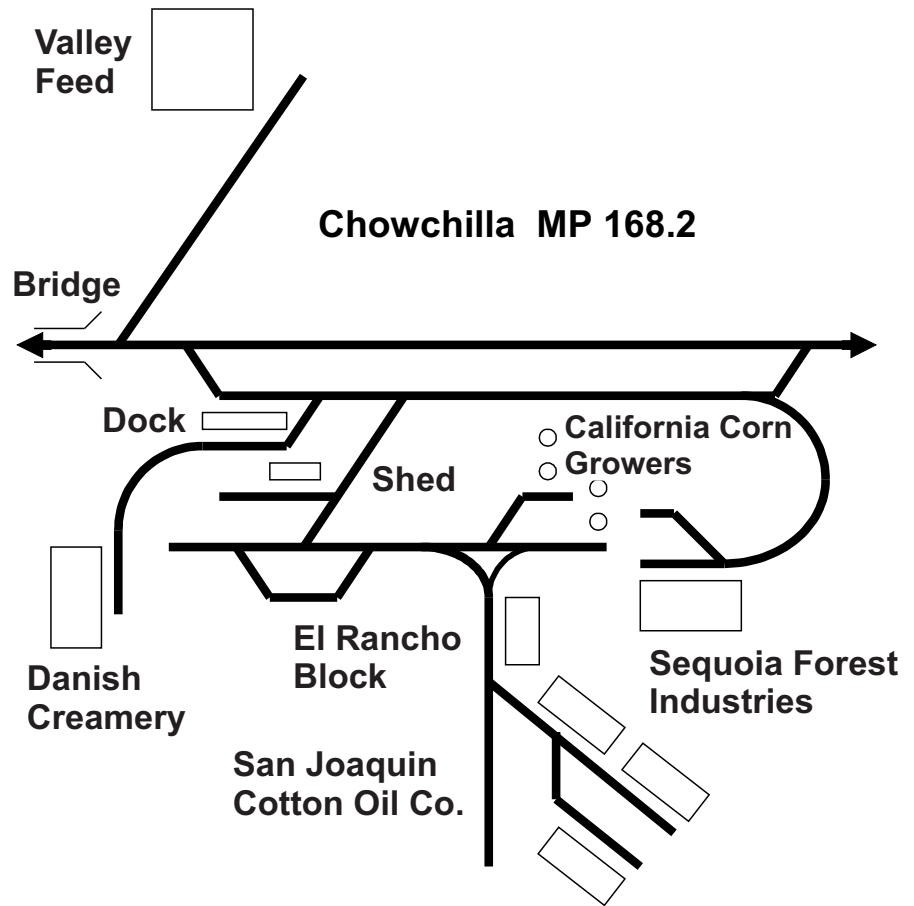 Valley
Feed
Chowchilla MP 168.2
Bridge
Dock
California Corn
Growers
Shed
El Rancho
Block
Sequoia Forest
Industries
Danish
Creamery
San Joaquin
Cotton Oil Co.